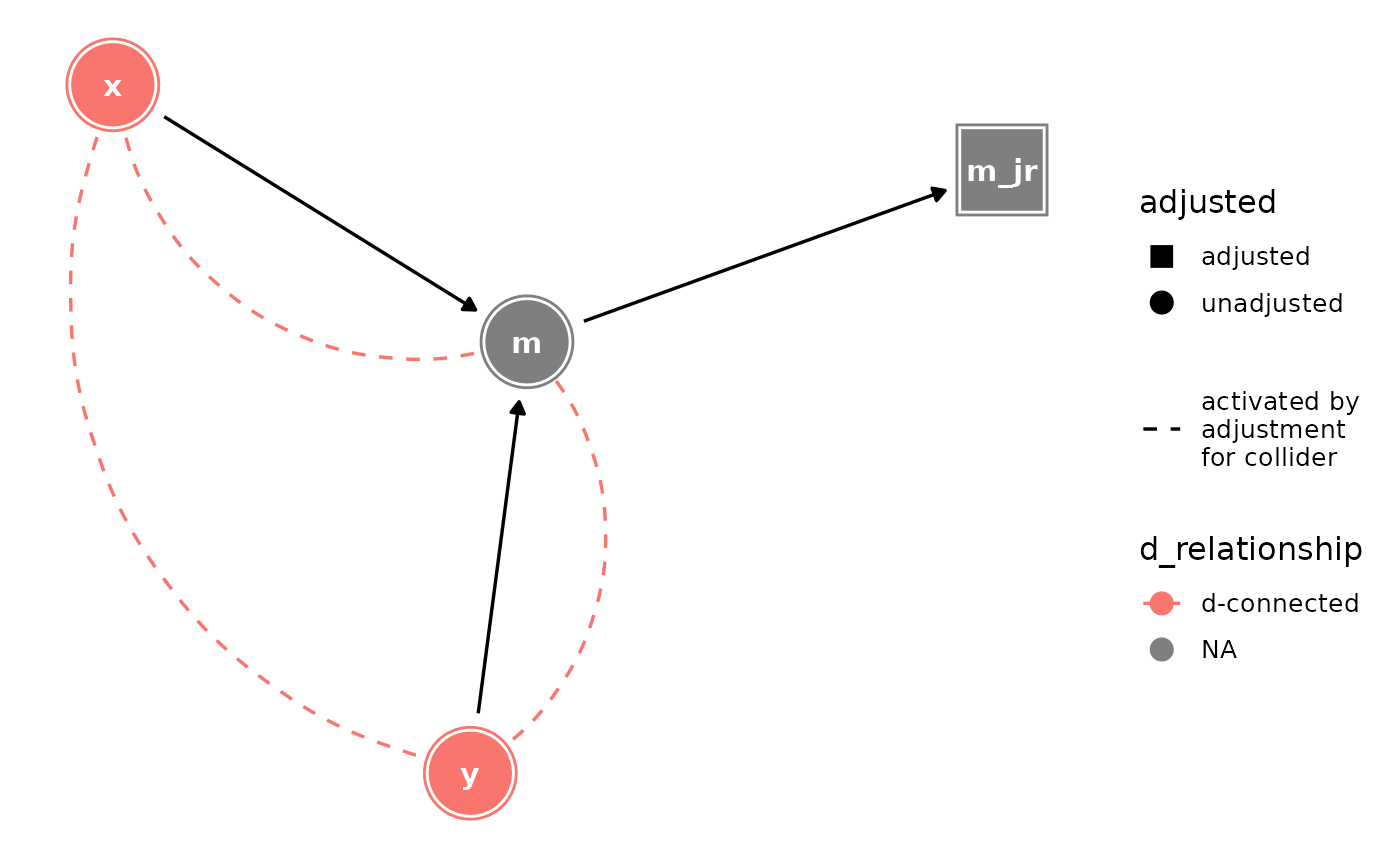 x
m_jr
m
y
adjusted
adjusted
unadjusted
activated by
adjustment
for collider
d_relationship
d-connected
NA